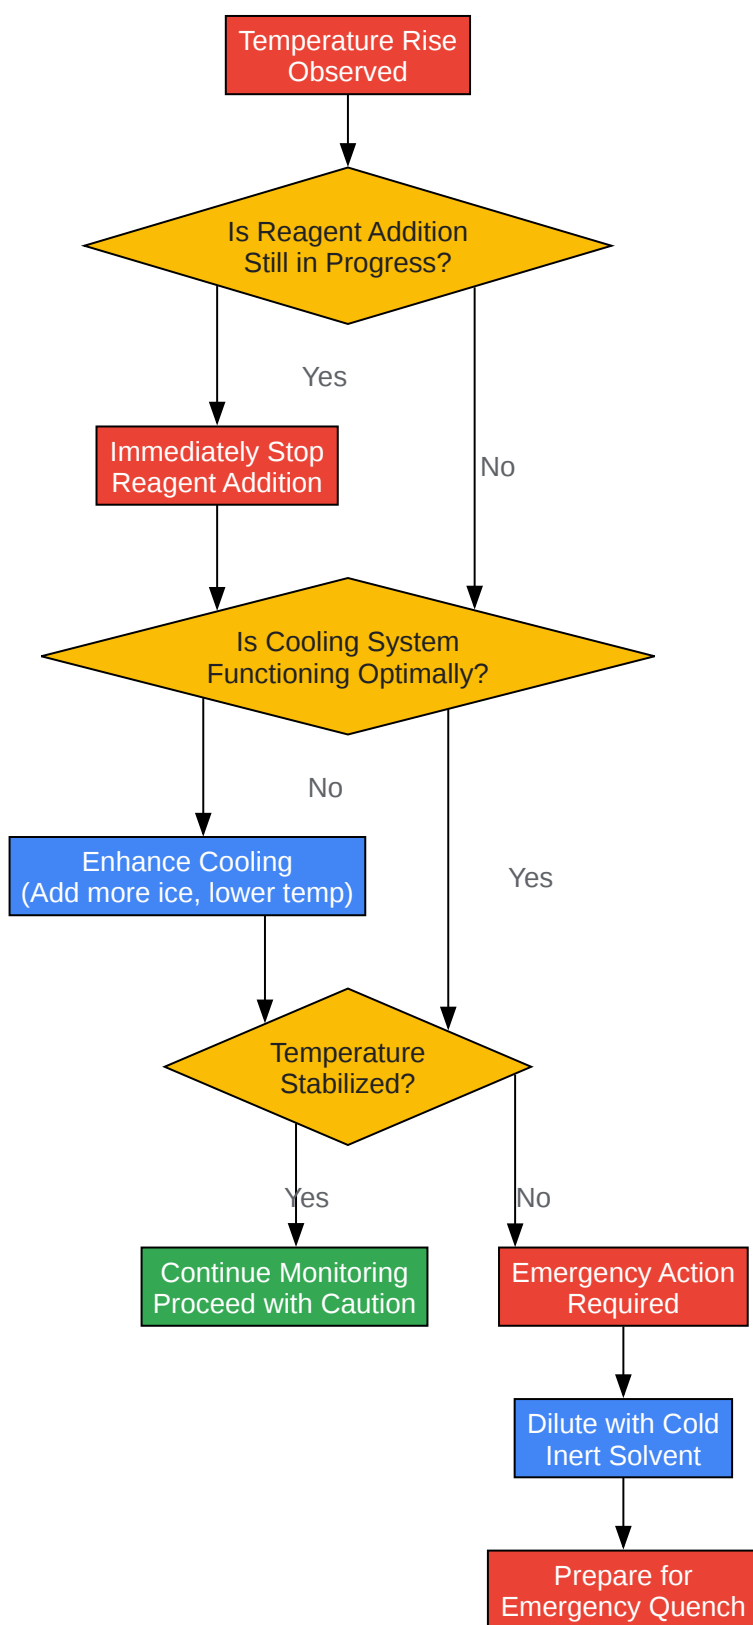 Temperature Rise
Observed
Is Reagent Addition
Still in Progress?
Yes
Immediately Stop
Reagent Addition
No
Is Cooling System
Functioning Optimally?
No
Enhance Cooling
(Add more ice, lower temp)
Yes
Temperature
Stabilized?
Yes
No
Continue Monitoring
Proceed with Caution
Emergency Action
Required
Dilute with Cold
Inert Solvent
Prepare for
Emergency Quench